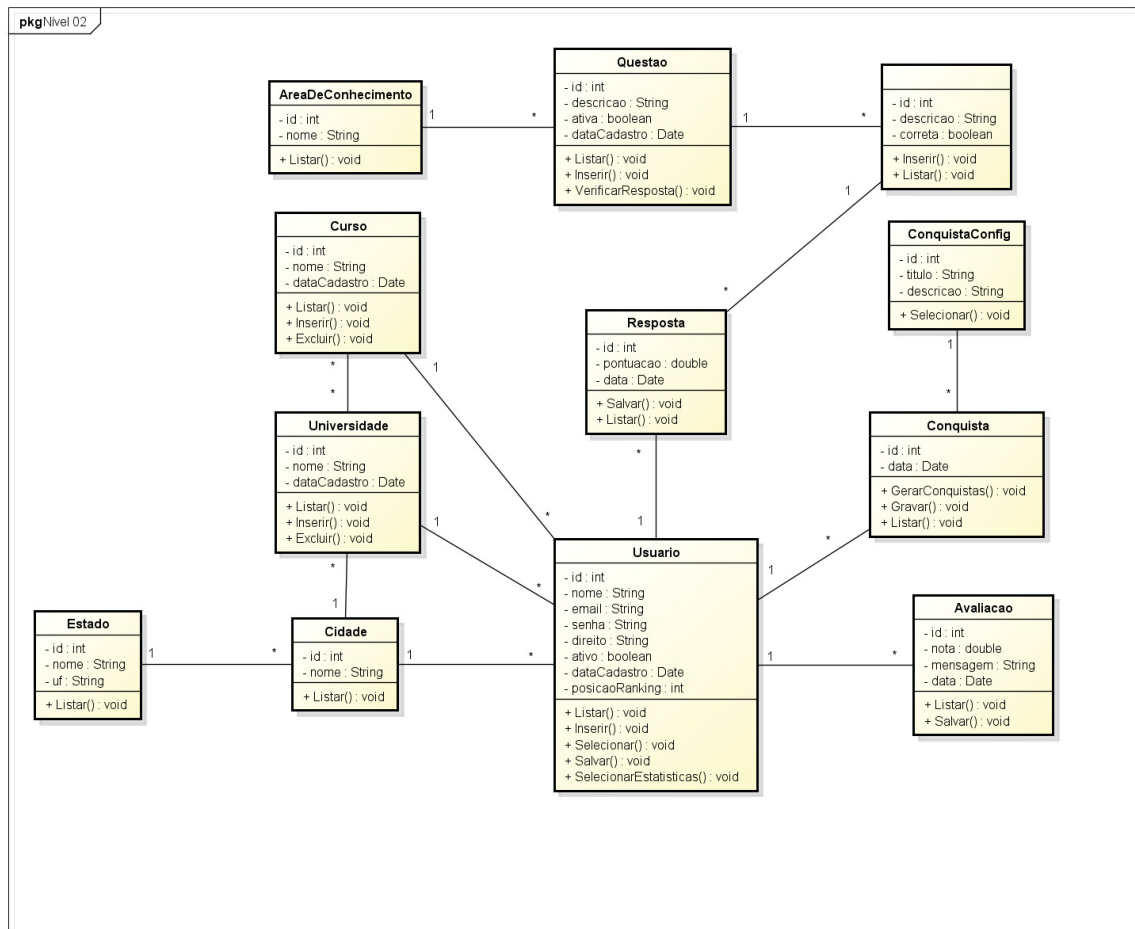 pkg Nivel 02
Questao
- id : int
- descricao : String
- ativa : boolean
- dataCadastro : Date
+ Listar() : void
+ Inserir() : void
+ VerificarResposta() : void
- id : int
- descricao : String
- correta : boolean
+ Inserir() : void
+ Listar() : void
AreaDeConhecimento
- id : int
- nome : String
+ Listar() : void
1
*
1
*
1
*
Curso
- id : int
- nome : String
- dataCadastro : Date
+ Listar() : void
+ Inserir() : void
+ Excluir() : void
ConquistaConfig
- id : int
- titulo : String
- descricao : String
+ Selecionar() : void
Resposta
- id : int
- pontuacao : double
- data : Date
+ Salvar() : void
+ Listar() : void
1
*
*
*
1
*
Universidade
- id : int
- nome : String
- dataCadastro : Date
+ Listar() : void
+ Inserir() : void
+ Excluir() : void
Conquista
- id : int
- data : Date
+ GerarConquistas() : void
+ Gravar() : void
+ Listar() : void
*
1
1
*
*
1
*
1
Usuario
- id : int
- nome : String
- email : String
- senha : String
- direito : String
- ativo : boolean
- dataCadastro : Date
- posicaoRanking : int
+ Listar() : void
+ Inserir() : void
+ Selecionar() : void
+ Salvar() : void
+ SelecionarEstatisticas() : void
Estado
- id : int
- nome : String
- uf : String
+ Listar() : void
1
*
Cidade
- id : int
- nome : String
+ Listar() : void
1
*
1
*
Avaliacao
- id : int
- nota : double
- mensagem : String
- data : Date
+ Listar() : void
+ Salvar() : void